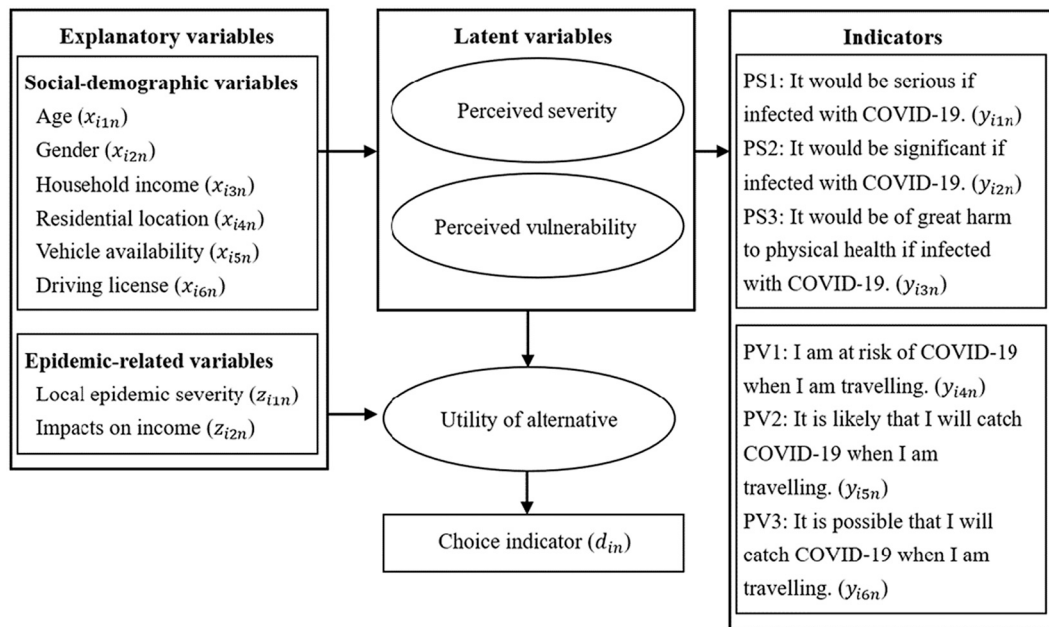 Explanatory variables
Social-demographic variables
Age (x_{i1n})
Gender (x_{i2n})
Household income (x_{i3n})
Residential location (x_{i4n})
Vehicle availability (x_{i5n})
Driving license (x_{i6n})
Epidemic-related variables
Local epidemic severity (z_{i1n})
Impacts on income (z_{i2n})
Latent variables
Perceived severity
Perceived vulnerability
Utility of alternative
Choice indicator (d_{in})
Indicators
PS1: It would be serious if
infected with COVID-19. (y_{i1n})
PS2: It would be significant if
infected with COVID-19. (y_{i2n})
PS3: It would be of great harm
to physical health if infected
with COVID-19. (y_{i3n})
PV1: I am at risk of COVID-19
when I am travelling. (y_{i4n})
PV2: It is likely that I will catch
COVID-19 when I am
travelling. (y_{i5n})
PV3: It is possible that I will
catch COVID-19 when I am
travelling. (y_{i6n})